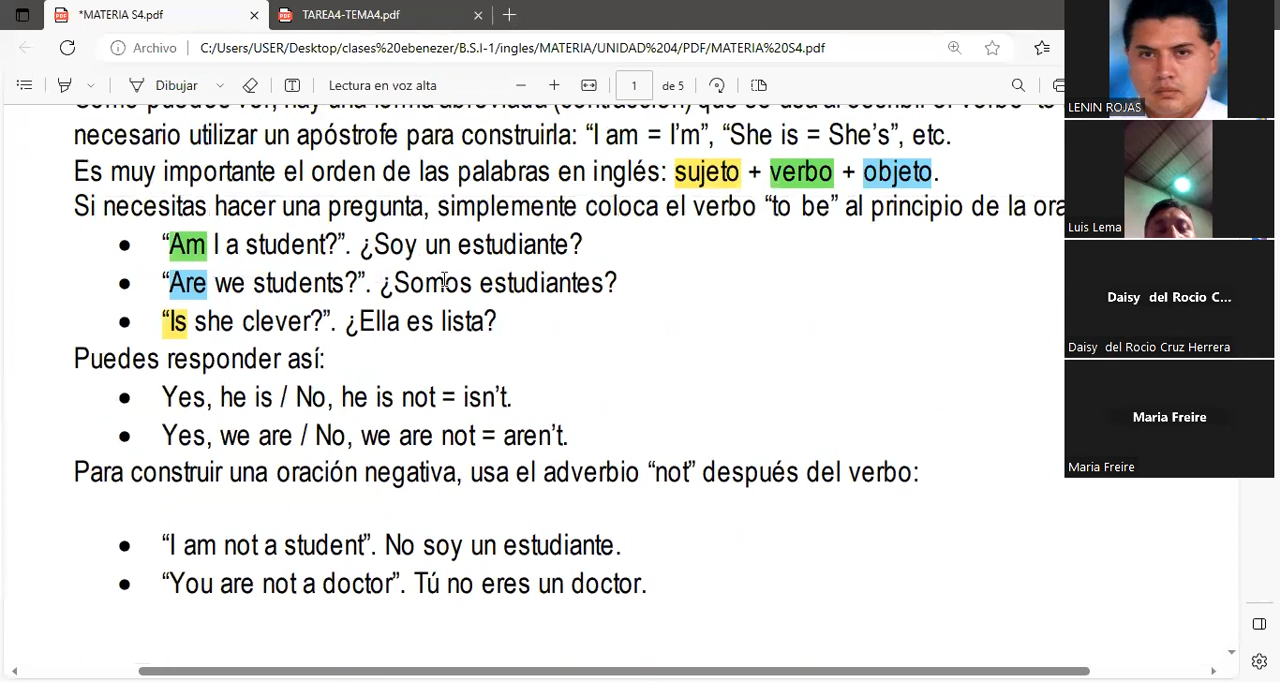 *MATERIA S4.pdf
TAREA4-TEMA4.pdf
Archivo
C:/Users/USER/Desktop/clases%20ebenezer/B.S.I-1/ingles/MATERIA/UNIDAD%204/PDF/MATERIA%20S4.pdf
Dibujar
Lectura en voz alta
1
de 5
necesario utilizar un apóstrofe para construirla: “I am = I’m”, “She is = She’s”, etc.
Es muy importante el orden de las palabras en inglés: sujeto + verbo + objeto.
Si necesitas hacer una pregunta, simplemente coloca el verbo “to be” al principio de la ora
• “Am I a student?”. ¿Soy un estudiante?
• “Are we students?”. ¿Somos estudiantes?
• “Is she clever?”. ¿Ella es lista?
Puedes responder así:
• Yes, he is / No, he is not = isn’t.
• Yes, we are / No, we are not = aren’t.
Para construir una oración negativa, usa el adverbio “not” después del verbo:
• “I am not a student”. No soy un estudiante.
• “You are not a doctor”. Tú no eres un doctor.
LENIN ROJAS
Luis Lema
Daisy del Rocio C...
Daisy del Rocio Cruz Herrera
Maria Freire
Maria Freire